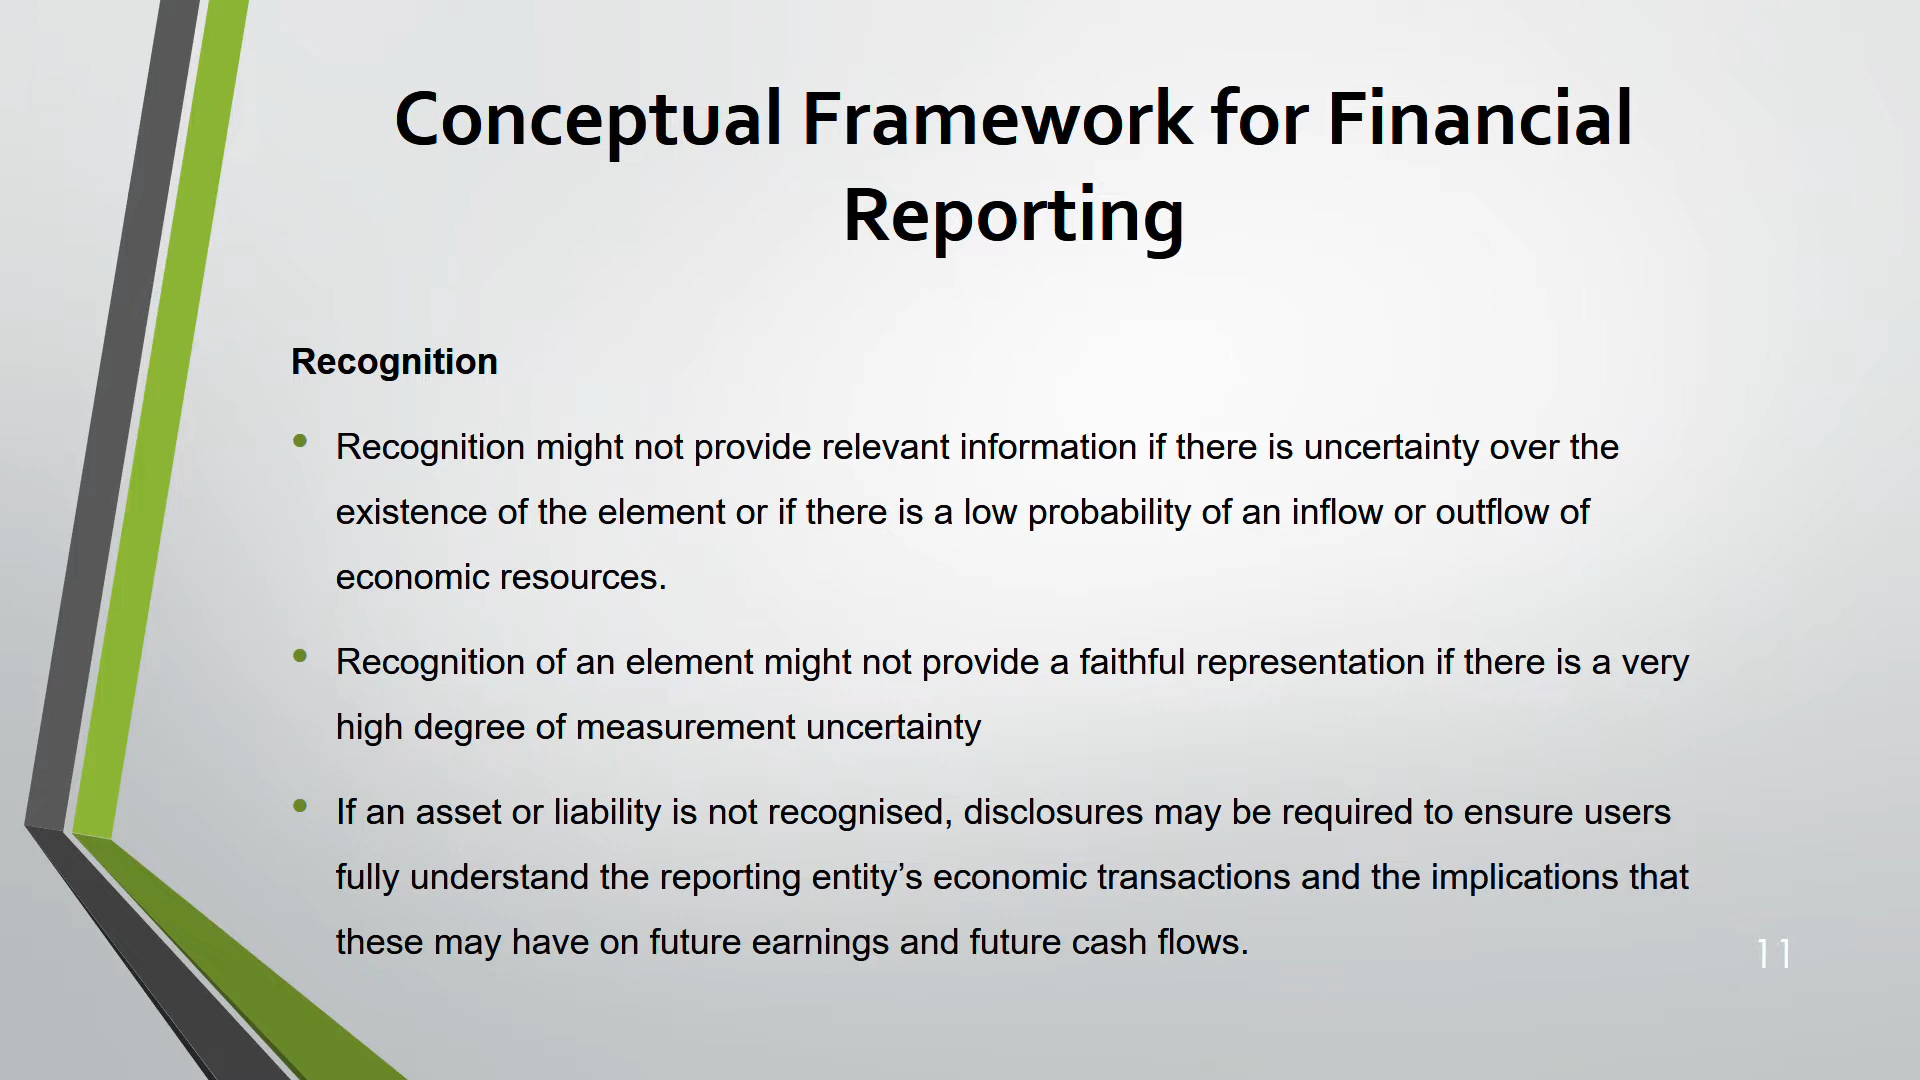 Conceptual Framework for Financial
Reporting
Recognition
• Recognition might not provide relevant information if there is uncertainty over the
existence of the element or if there is a low probability of an inflow or outflow of
economic resources.
• Recognition of an element might not provide a faithful representation if there is a very
high degree of measurement uncertainty
• If an asset or liability is not recognised, disclosures may be required to ensure users
fully understand the reporting entity’s economic transactions and the implications that
these may have on future earnings and future cash flows.
11